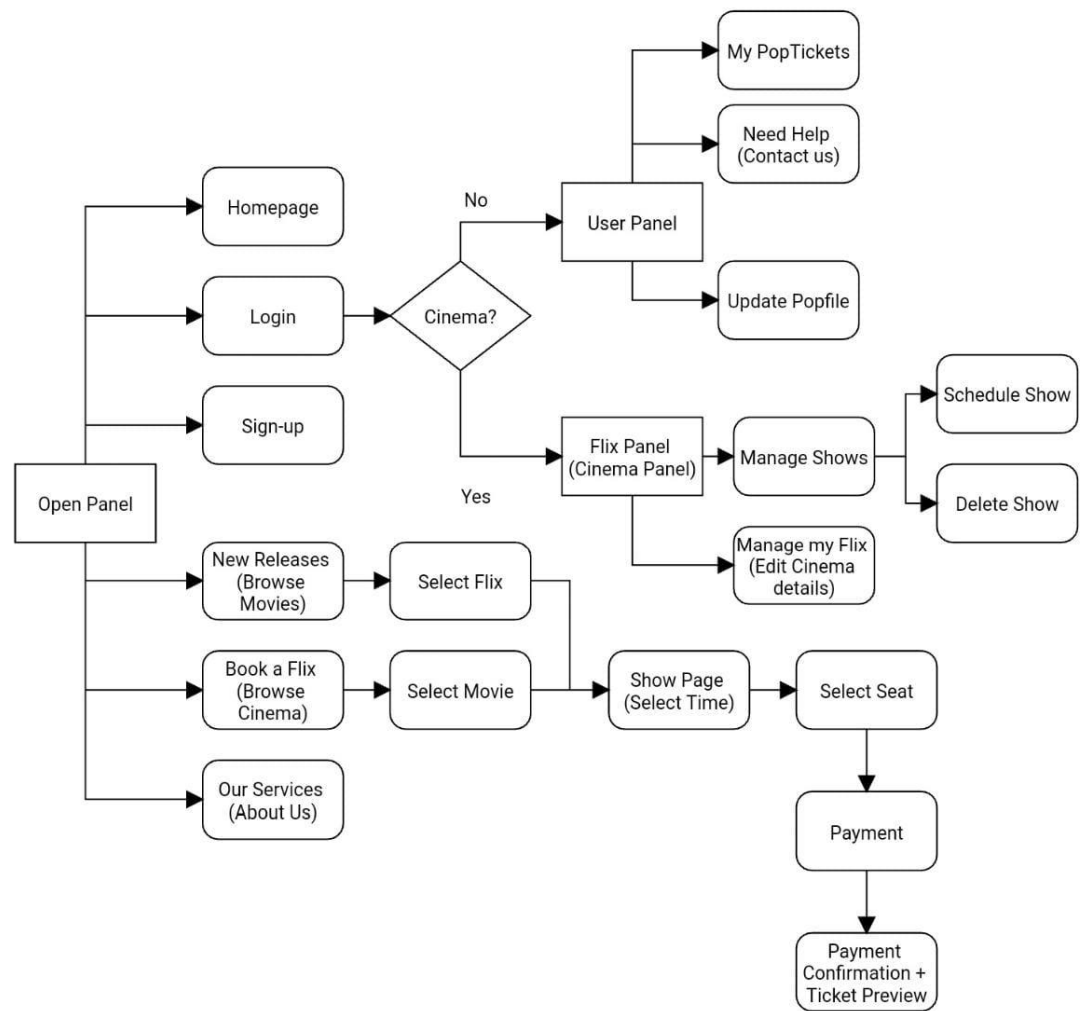 My PopTickets
Need Help
(Contact us)
No
Homepage
User Panel
Login
Cinema?
Update Popfile
Sign-up
Schedule Show
Flix Panel
(Cinema Panel)
Manage Shows
Yes
Open Panel
Delete Show
New Releases
(Browse
Movies)
Select Flix
Manage my Flix
(Edit Cinema
details)
Book a Flix
(Browse
Cinema)
Select Movie
Show Page
(Select Time)
Select Seat
Our Services
(About Us)
Payment
Payment
Confirmation +
Ticket Preview